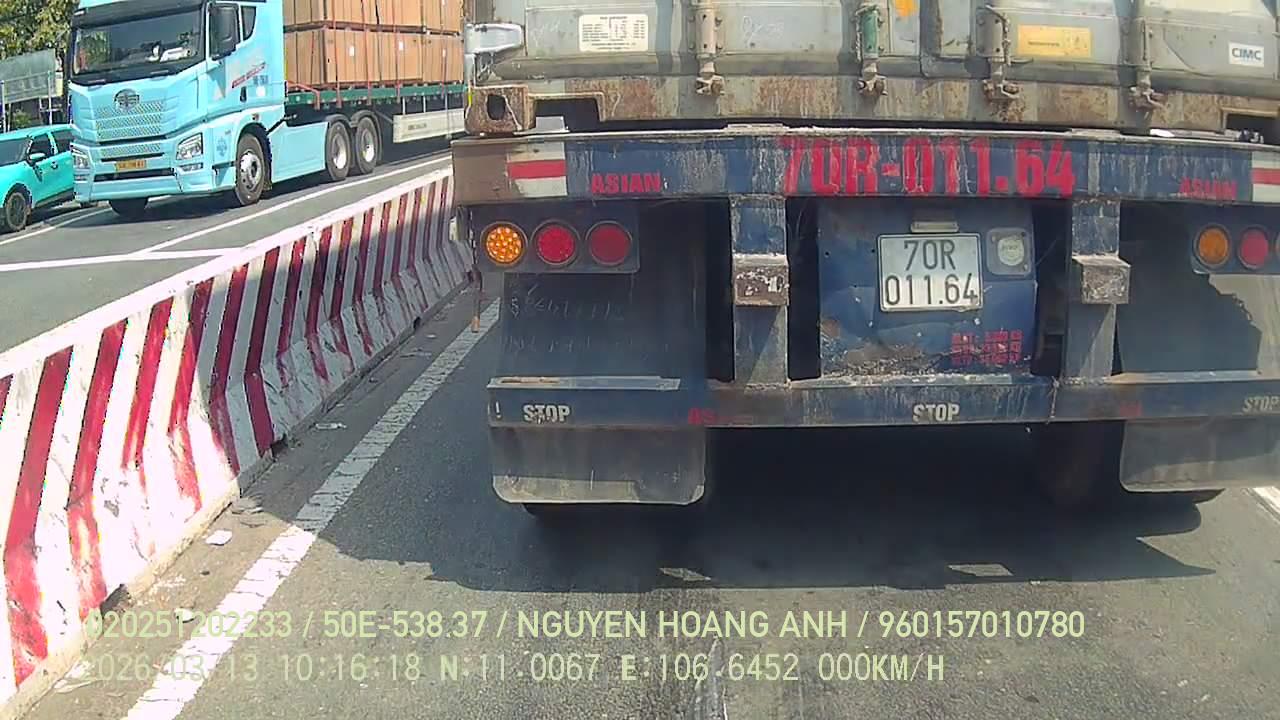 CIMC
70R-011.64
ASIAN
ASIAN
70R
011.64
STOP
STOP
STOP
020251202233 / 50E-538.37 / NGUYEN HOANG ANH / 960157010780
2026/03/13 10:16:18 N:11.0067 E:106.6452 000KM/H